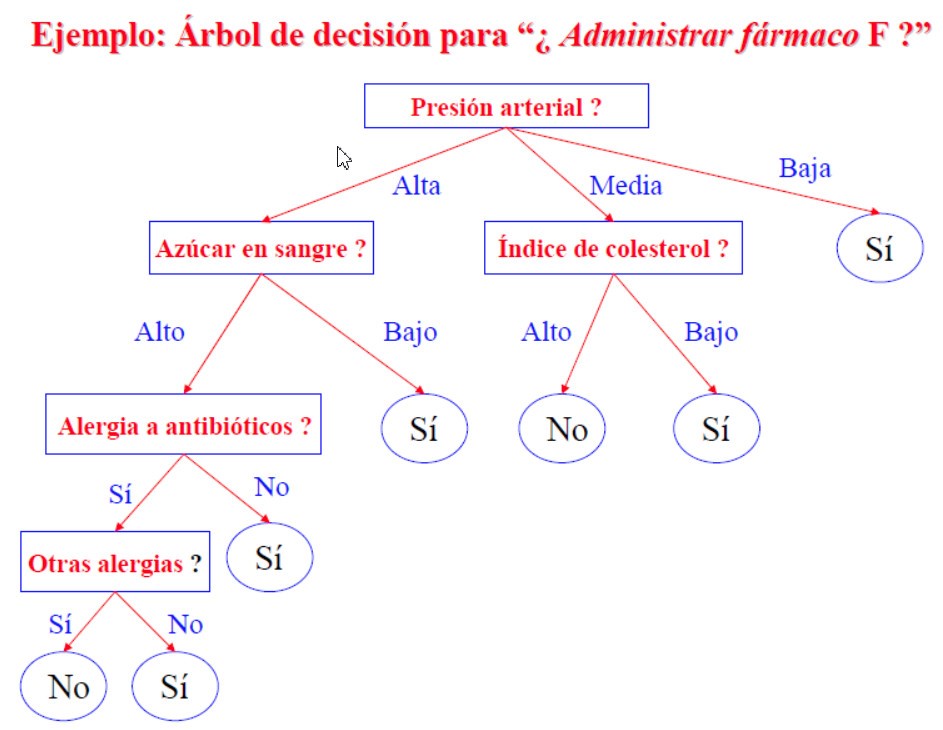 Ejemplo: Árbol de decisión para “¿ Administrar fármaco F ?”
Presión arterial ?
Alta
Media
Baja
Azúcar en sangre ?
Índice de colesterol ?
Sí
Alto
Bajo
Alto
Bajo
Alergia a antibióticos ?
Sí
No
Sí
Sí
No
Otras alergias ?
Sí
Sí
No
No
Sí